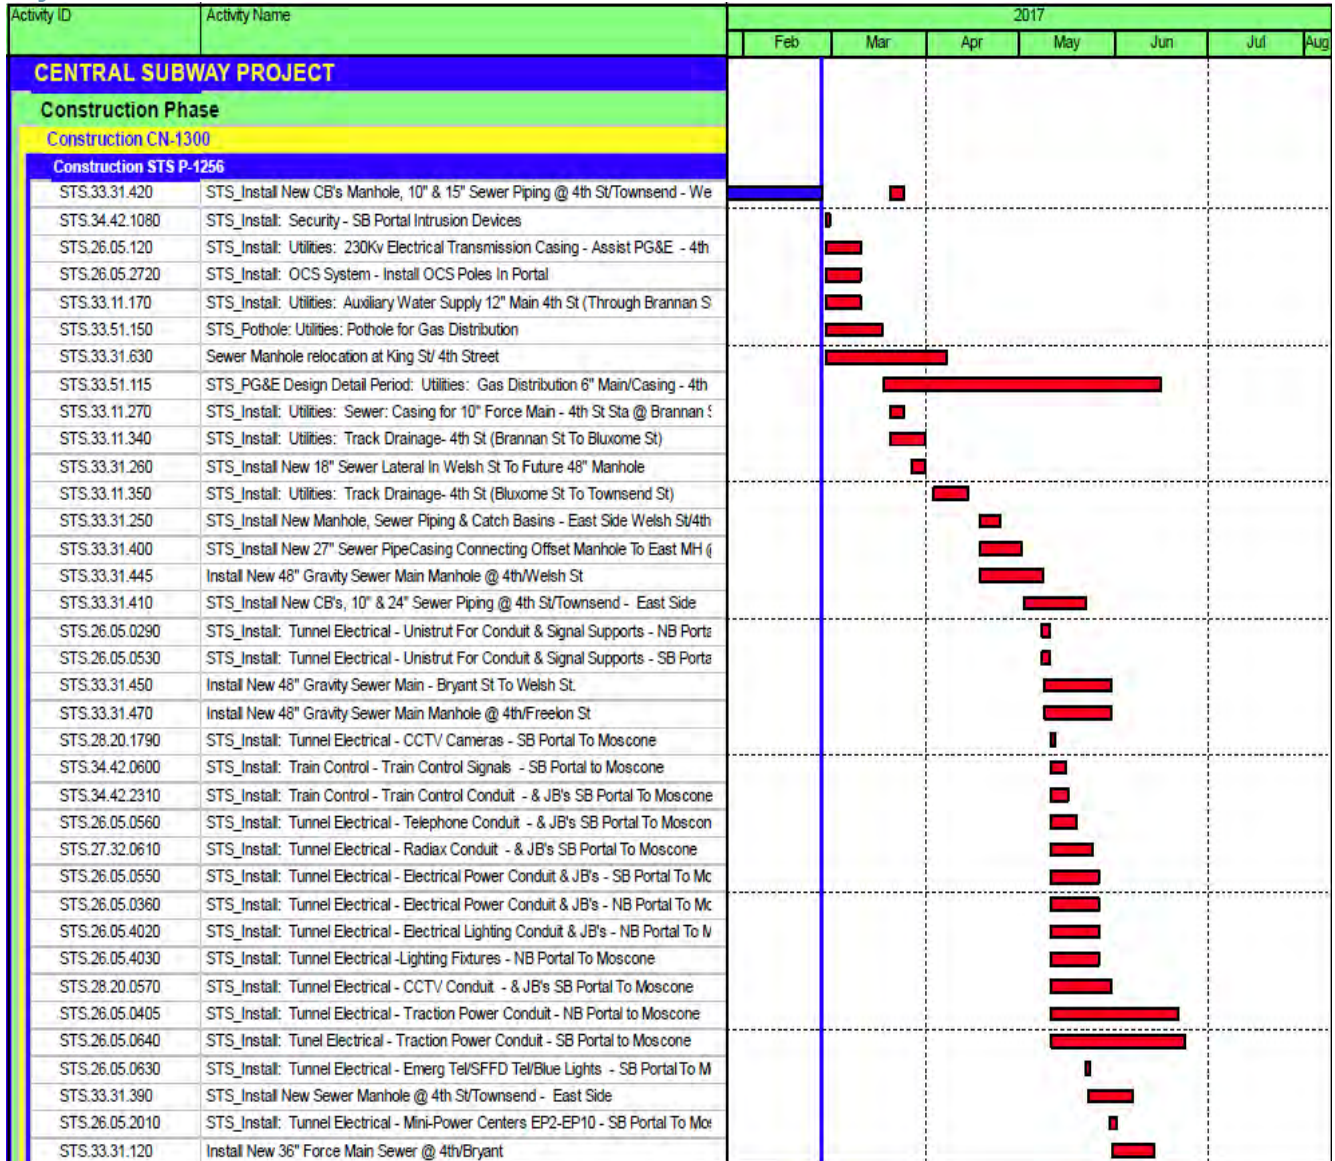 Activity ID Activity Name 2017
Feb Mar Apr May Jun Jul Aug
CENTRAL SUBWAY PROJECT
Construction Phase
Construction CN-1300
Construction STS P-1256
STS.33.31.420 STS_Install New CB's Manhole, 10" & 15" Sewer Piping @ 4th St/Townsend - We
STS.34.42.1080 STS_Install: Security - SB Portal Intrusion Devices
STS.26.05.120 STS_Install: Utilities: 230Kv Electrical Transmission Casing - Assist PG&E - 4th
STS.26.05.2720 STS_Install: OCS System - Install OCS Poles In Portal
STS.33.11.170 STS_Install: Utilities: Auxiliary Water Supply 12" Main 4th St (Through Brannan S
STS.33.51.150 STS_Pothole: Utilities: Pothole for Gas Distribution
STS.33.31.630 Sewer Manhole relocation at King St/ 4th Street
STS.33.51.115 STS_PG&E Design Detail Period: Utilities: Gas Distribution 6" Main/Casing - 4th
STS.33.11.270 STS_Install: Utilities: Sewer: Casing for 10" Force Main - 4th St Sta @ Brannan S
STS.33.11.340 STS_Install: Utilities: Track Drainage- 4th St (Brannan St To Bluxome St)
STS.33.31.260 STS_Install New 18" Sewer Lateral In Welsh St To Future 48" Manhole
STS.33.11.350 STS_Install: Utilities: Track Drainage- 4th St (Bluxome St To Townsend St)
STS.33.31.250 STS_Install New Manhole, Sewer Piping & Catch Basins - East Side Welsh St/4th
STS.33.31.400 STS_Install New 27" Sewer PipeCasing Connecting Offset Manhole To East MH (
STS.33.31.445 Install New 48" Gravity Sewer Main Manhole @ 4th/Welsh St
STS.33.31.410 STS_Install New CB's, 10" & 24" Sewer Piping @ 4th St/Townsend - East Side
STS.26.05.0290 STS_Install: Tunnel Electrical - Unistrut For Conduit & Signal Supports - NB Porta
STS.26.05.0530 STS_Install: Tunnel Electrical - Unistrut For Conduit & Signal Supports - SB Porta
STS.33.31.450 Install New 48" Gravity Sewer Main - Bryant St To Welsh St.
STS.33.31.470 Install New 48" Gravity Sewer Main Manhole @ 4th/Freelon St
STS.28.20.1790 STS_Install: Tunnel Electrical - CCTV Cameras - SB Portal To Moscone
STS.34.42.0600 STS_Install: Train Control - Train Control Signals - SB Portal to Moscone
STS.34.42.2310 STS_Install: Train Control - Train Control Conduit - & JB's SB Portal To Moscone
STS.26.05.0560 STS_Install: Tunnel Electrical - Telephone Conduit - & JB's SB Portal To Moscon
STS.27.32.0610 STS_Install: Tunnel Electrical - Radiax Conduit - & JB's SB Portal To Moscone
STS.26.05.0550 STS_Install: Tunnel Electrical - Electrical Power Conduit & JB's - SB Portal To Mc
STS.26.05.0360 STS_Install: Tunnel Electrical - Electrical Power Conduit & JB's - NB Portal To Mc
STS.26.05.4020 STS_Install: Tunnel Electrical - Electrical Lighting Conduit & JB's - NB Portal To M
STS.26.05.4030 STS_Install: Tunnel Electrical -Lighting Fixtures - NB Portal To Moscone
STS.28.20.0570 STS_Install: Tunnel Electrical - CCTV Conduit - & JB's SB Portal To Moscone
STS.26.05.0405 STS_Install: Tunnel Electrical - Traction Power Conduit - NB Portal to Moscone
STS.26.05.0640 STS_Install: Tunel Electrical - Traction Power Conduit - SB Portal to Moscone
STS.26.05.0630 STS_Install: Tunnel Electrical - Emerg Tel/SFFD Tel/Blue Lights - SB Portal To M
STS.33.31.390 STS_Install New Sewer Manhole @ 4th St/Townsend - East Side
STS.26.05.2010 STS_Install: Tunnel Electrical - Mini-Power Centers EP2-EP10 - SB Portal To Mos
STS.33.31.120 Install New 36" Force Main Sewer @ 4th/Bryant